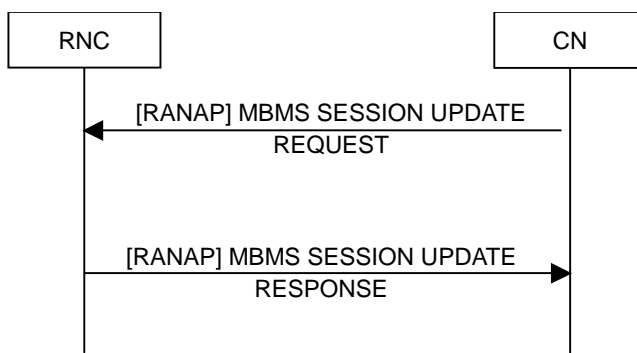 RNC
CN
[RANAP] MBMS SESSION UPDATE
REQUEST
[RANAP] MBMS SESSION UPDATE
RESPONSE